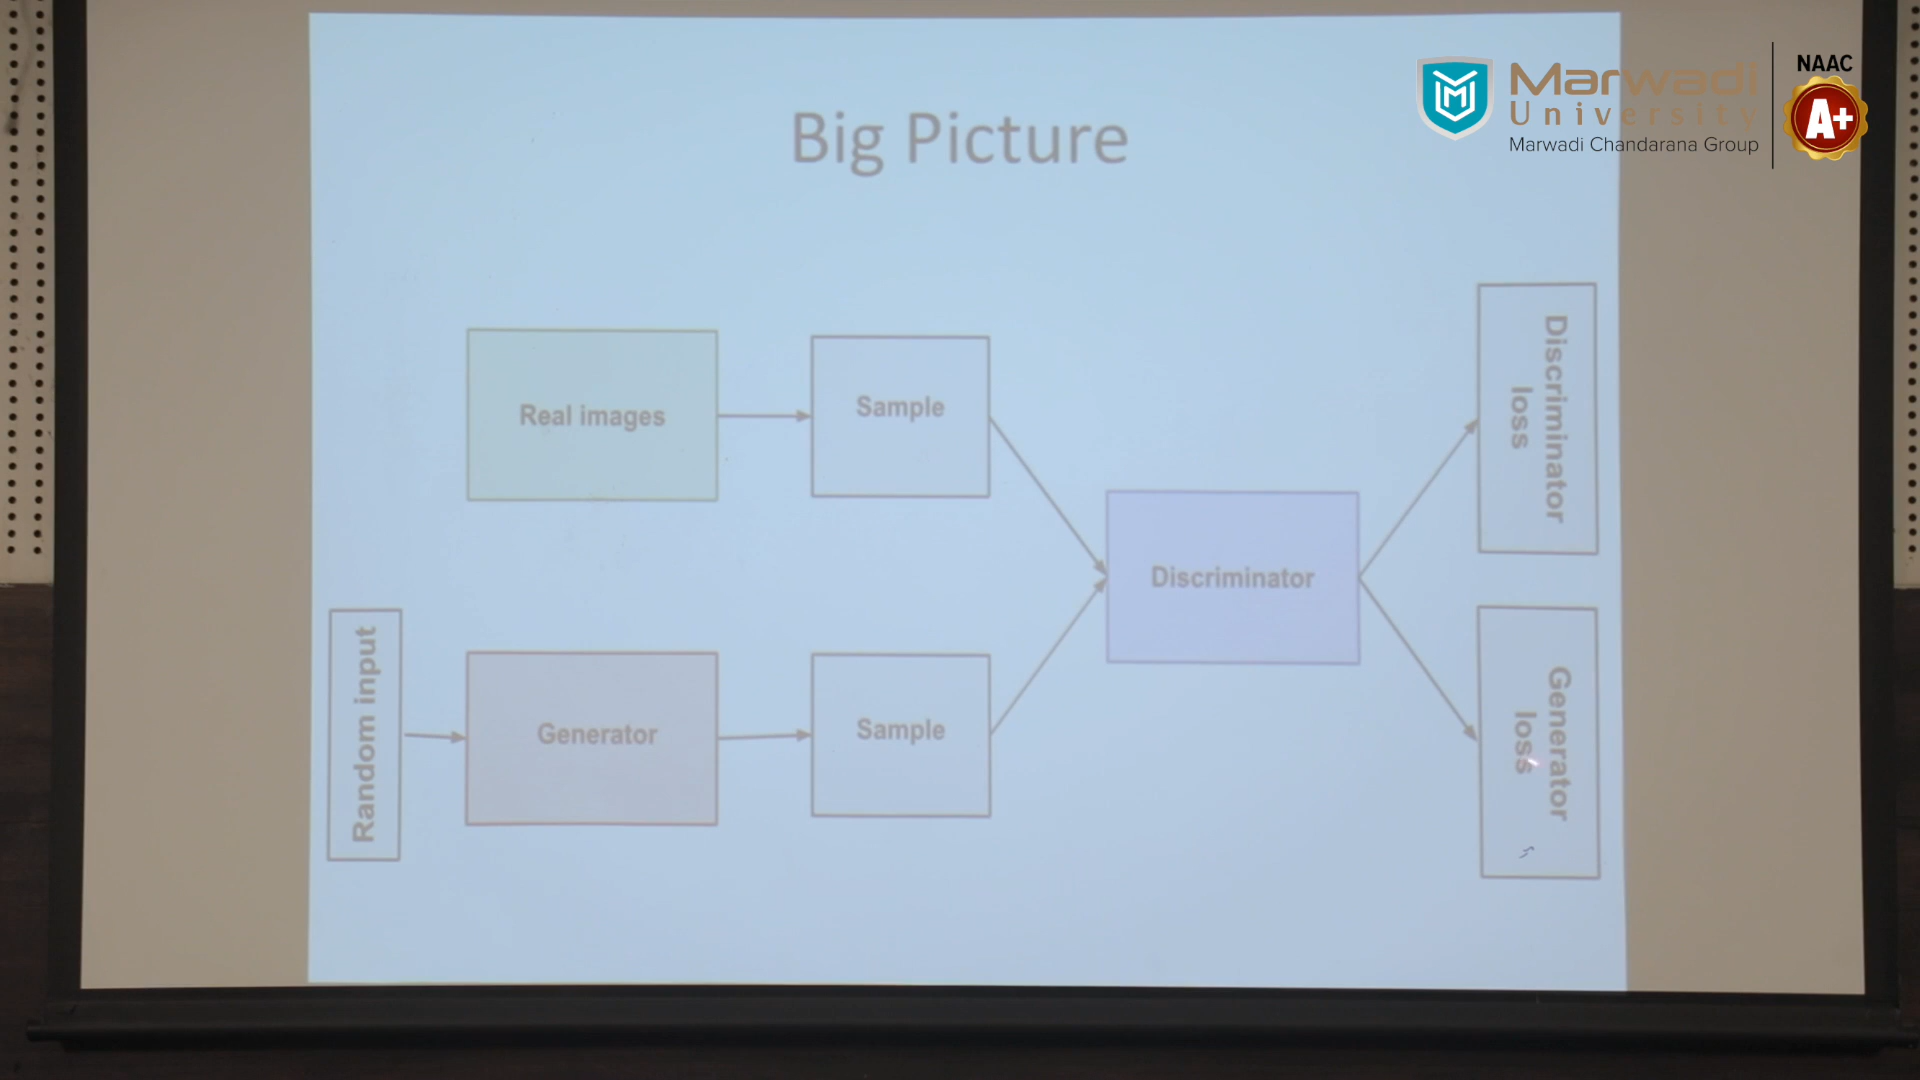 Big Picture
Marwadi
University
Marwadi Chandarana Group
NAAC
A+
Real images
Sample
Discriminator
loss
Discriminator
Random input
Generator
Sample
Generator
loss